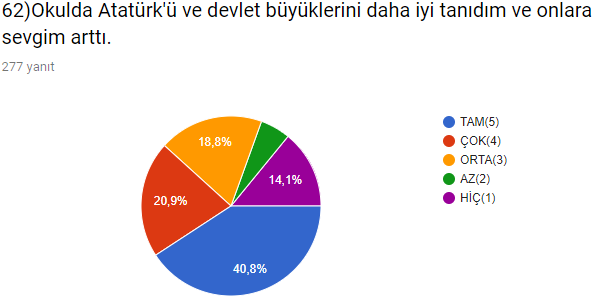 62)Okulda Atatürk'ü ve devlet büyüklerini daha iyi tanıdım ve onlara
sevgim arttı.
277 yanıt
18,8%
14,1%
20,9%
40,8%
TAM(5)
ÇOK(4)
ORTA(3)
AZ(2)
HİÇ(1)